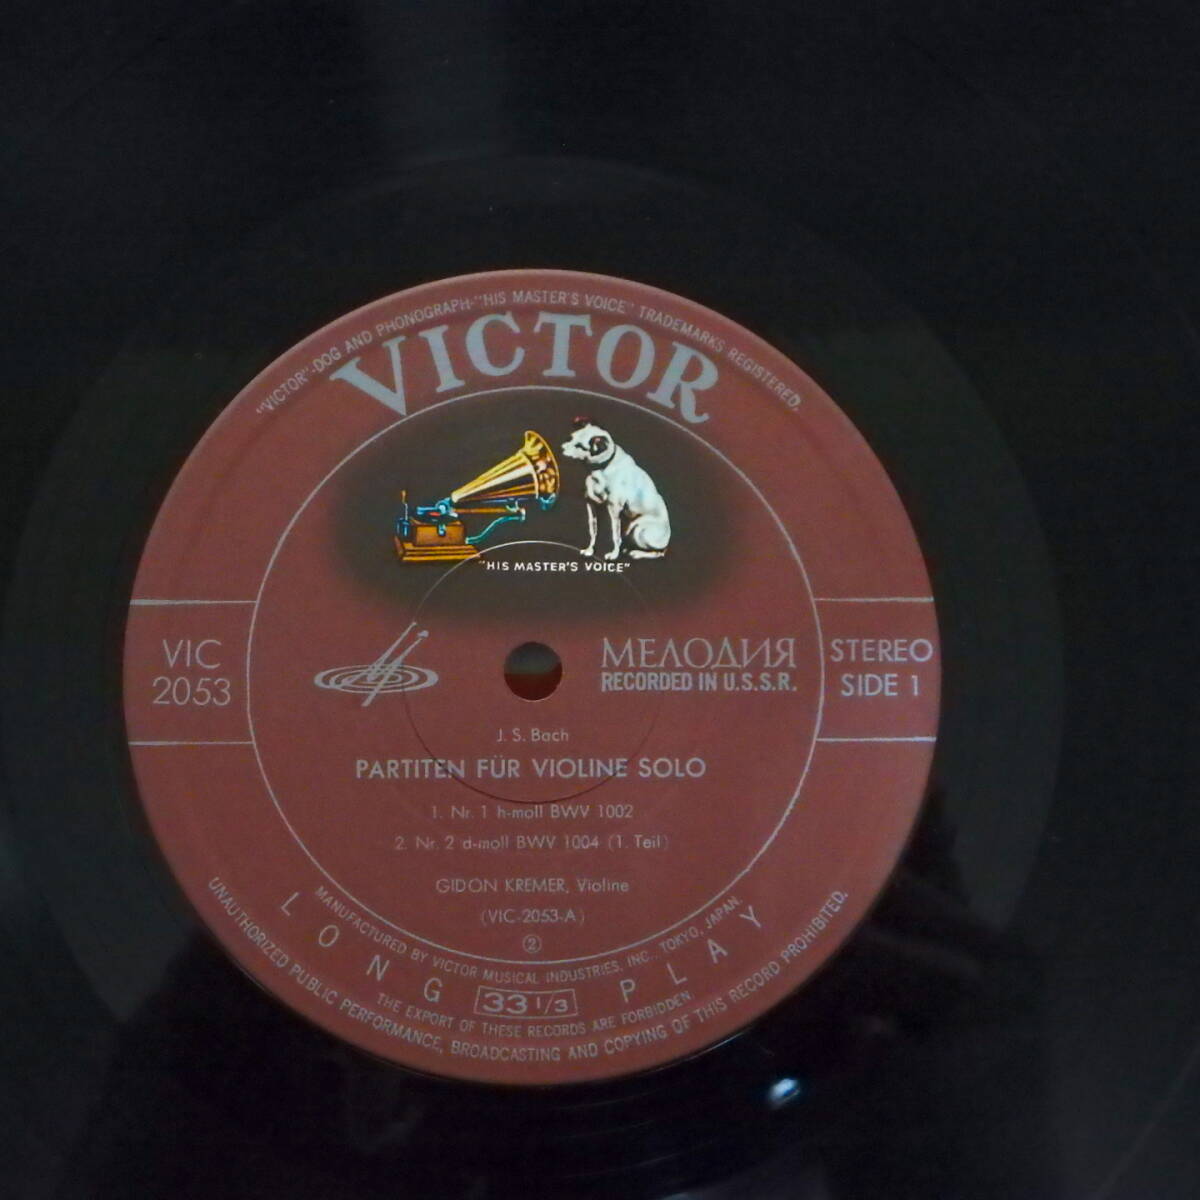 "VICTOR"-DOG AND PHONOGRAPH-"HIS MASTER'S VOICE" TRADEMARKS REGISTERED.
VICTOR
"HIS MASTER'S VOICE"
VIC
2053
МЕЛОДИЯ
RECORDED IN U.S.S.R.
STEREO
SIDE 1
J. S. Bach
PARTITEN FÜR VIOLINE SOLO
1. Nr. 1 h-moll BWV 1002
2. Nr. 2 d-moll BWV 1004 (1. Teil)
GIDON KREMER, Violine
(VIC-2053-A)
②
MANUFACTURED BY VICTOR MUSICAL INDUSTRIES, INC., TOKYO, JAPAN.
LONG 33 1/3 PLAY
THE EXPORT OF THESE RECORDS ARE FORBIDDEN.
UNAUTHORIZED PUBLIC PERFORMANCE, BROADCASTING AND COPYING OF THIS RECORD PROHIBITED.